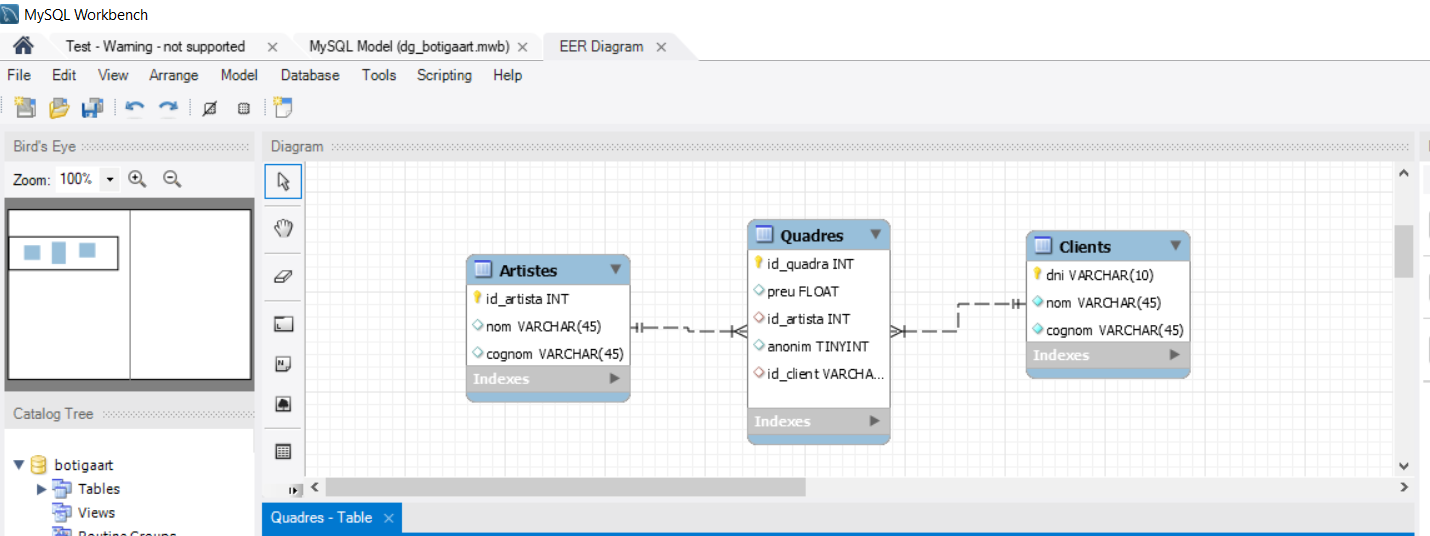 MySQL Workbench
Test - Warning - not supported
MySQL Model (dg_botigaart.mwb)
EER Diagram
File Edit View Arrange Model Database Tools Scripting Help
Bird's Eye
Zoom: 100%
Diagram
Artistes
id_artista INT
nom VARCHAR(45)
cognom VARCHAR(45)
Indexes
Quadres
id_quadra INT
preu FLOAT
id_artista INT
anonim TINYINT
id_client VARCHA...
Indexes
Clients
dni VARCHAR(10)
nom VARCHAR(45)
cognom VARCHAR(45)
Indexes
Catalog Tree
botigaart
Tables
Views
Routine Groups
Quadres - Table